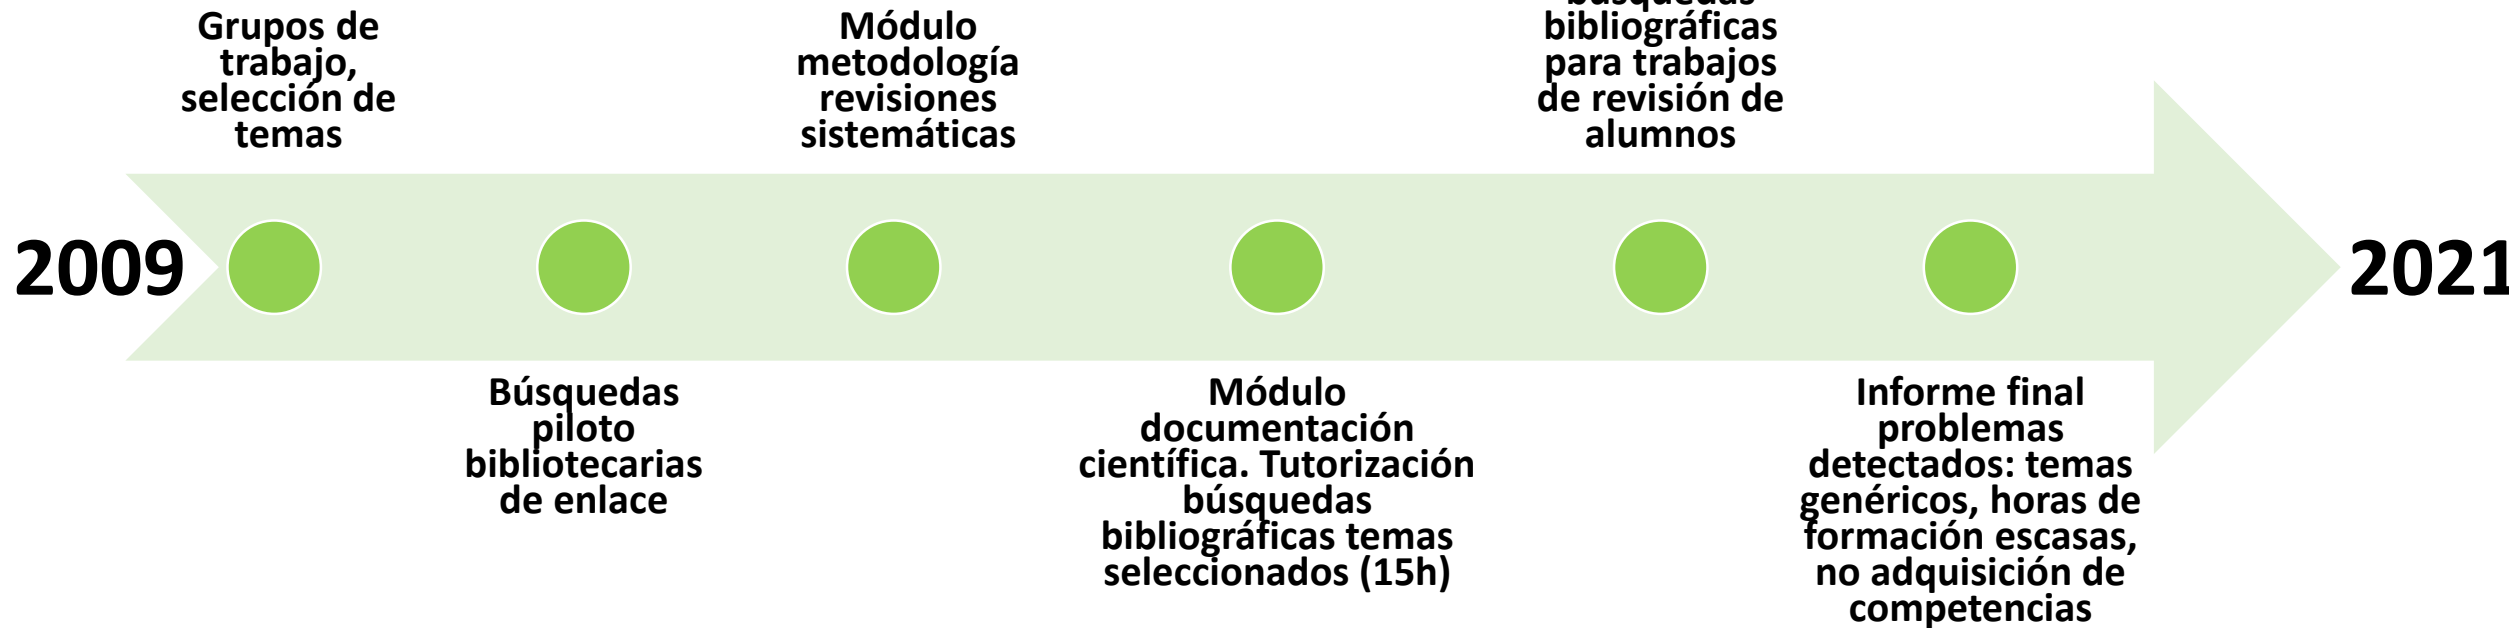 Grupos de
trabajo,
selección de
temas
Módulo
metodología
revisiones
sistemáticas
búsquedas
bibliográficas
para trabajos
de revisión de
alumnos
2009
2021
Búsquedas
piloto
bibliotecarias
de enlace
Módulo
documentación
científica. Tutorización
búsquedas
bibliográficas temas
seleccionados (15h)
Informe final
problemas
detectados: temas
genéricos, horas de
formación escasas,
no adquisición de
competencias